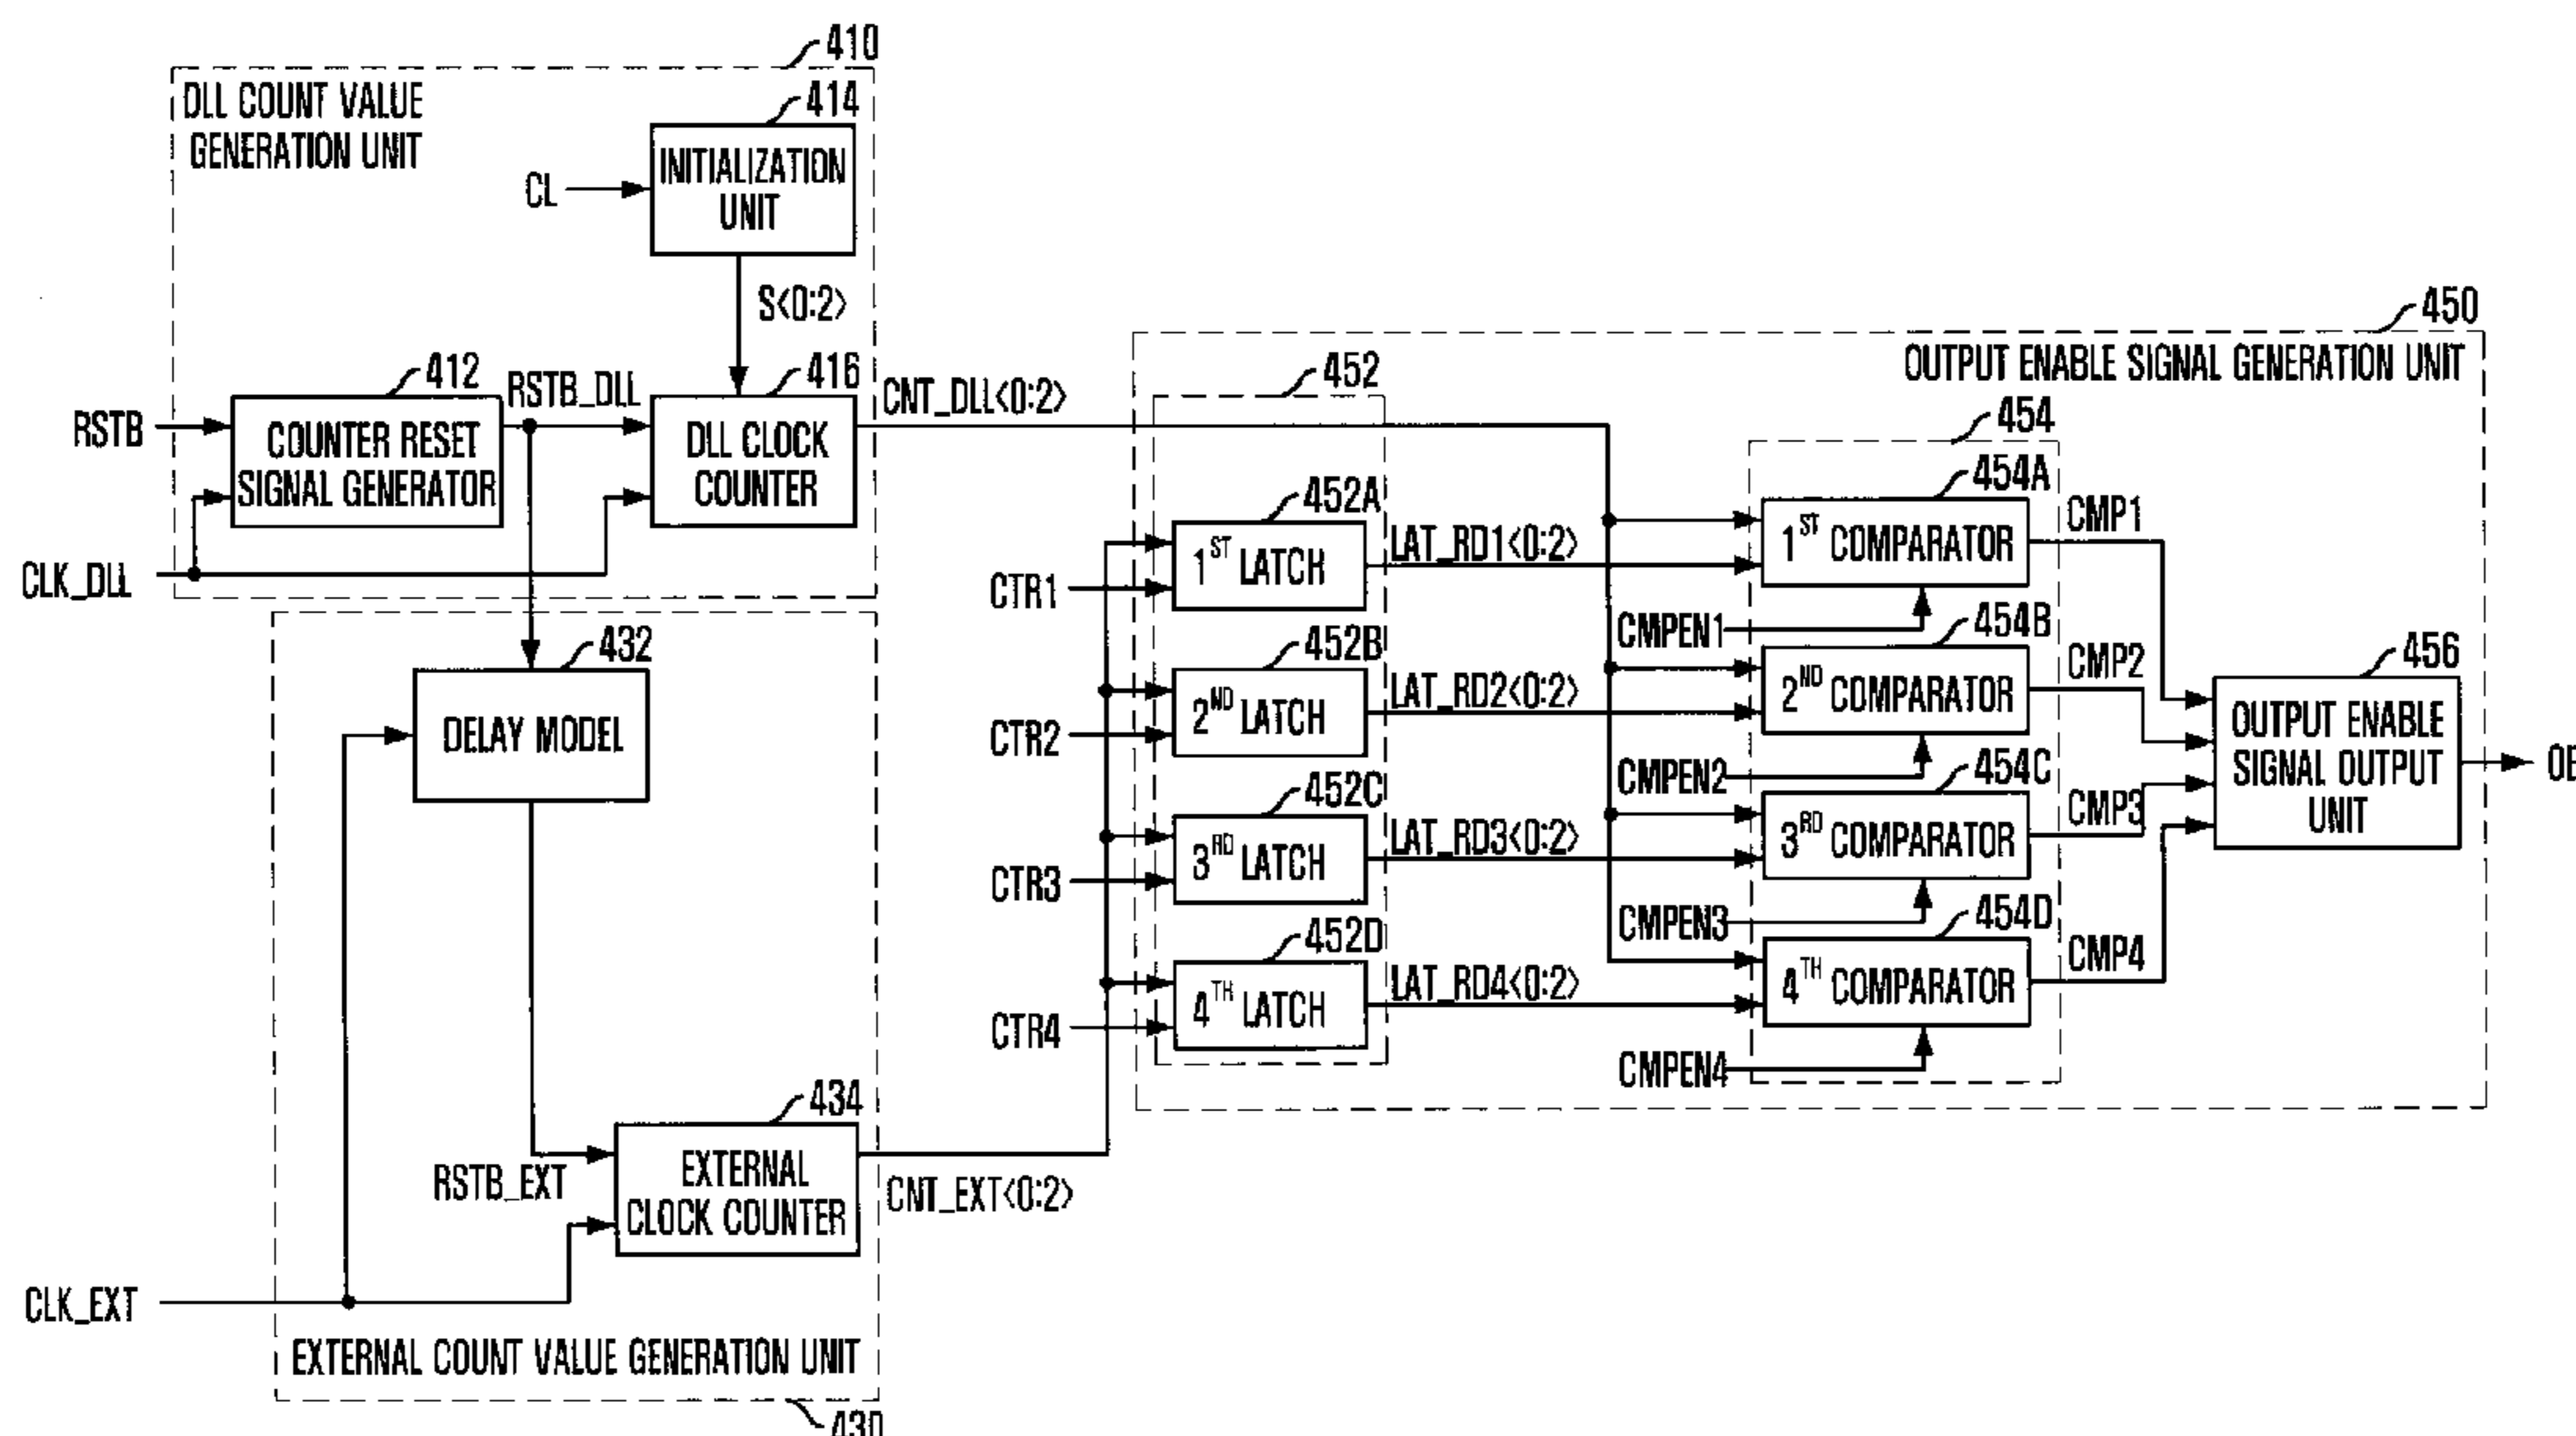 410
DLL COUNT VALUE
GENERATION UNIT
414
CL
INITIALIZATION
UNIT
S<0:2>
412
RSTB_DLL
416
CNT_DLL<0:2>
RSTB
COUNTER RESET
SIGNAL GENERATOR
DLL CLOCK
COUNTER
CLK_DLL
432
DELAY MODEL
434
RSTB_EXT
EXTERNAL
CLOCK COUNTER
CNT_EXT<0:2>
CLK_EXT
EXTERNAL COUNT VALUE GENERATION UNIT
430
450
OUTPUT ENABLE SIGNAL GENERATION UNIT
452
454
452A
1ST LATCH
CTR1
LAT_RD1<0:2>
454A
1ST COMPARATOR
CMP1
CMPEN1
452B
2ND LATCH
CTR2
LAT_RD2<0:2>
454B
2ND COMPARATOR
CMP2
CMPEN2
452C
3RD LATCH
CTR3
LAT_RD3<0:2>
454C
3RD COMPARATOR
CMP3
CMPEN3
452D
4TH LATCH
CTR4
LAT_RD4<0:2>
454D
4TH COMPARATOR
CMP4
CMPEN4
456
OUTPUT ENABLE
SIGNAL OUTPUT
UNIT